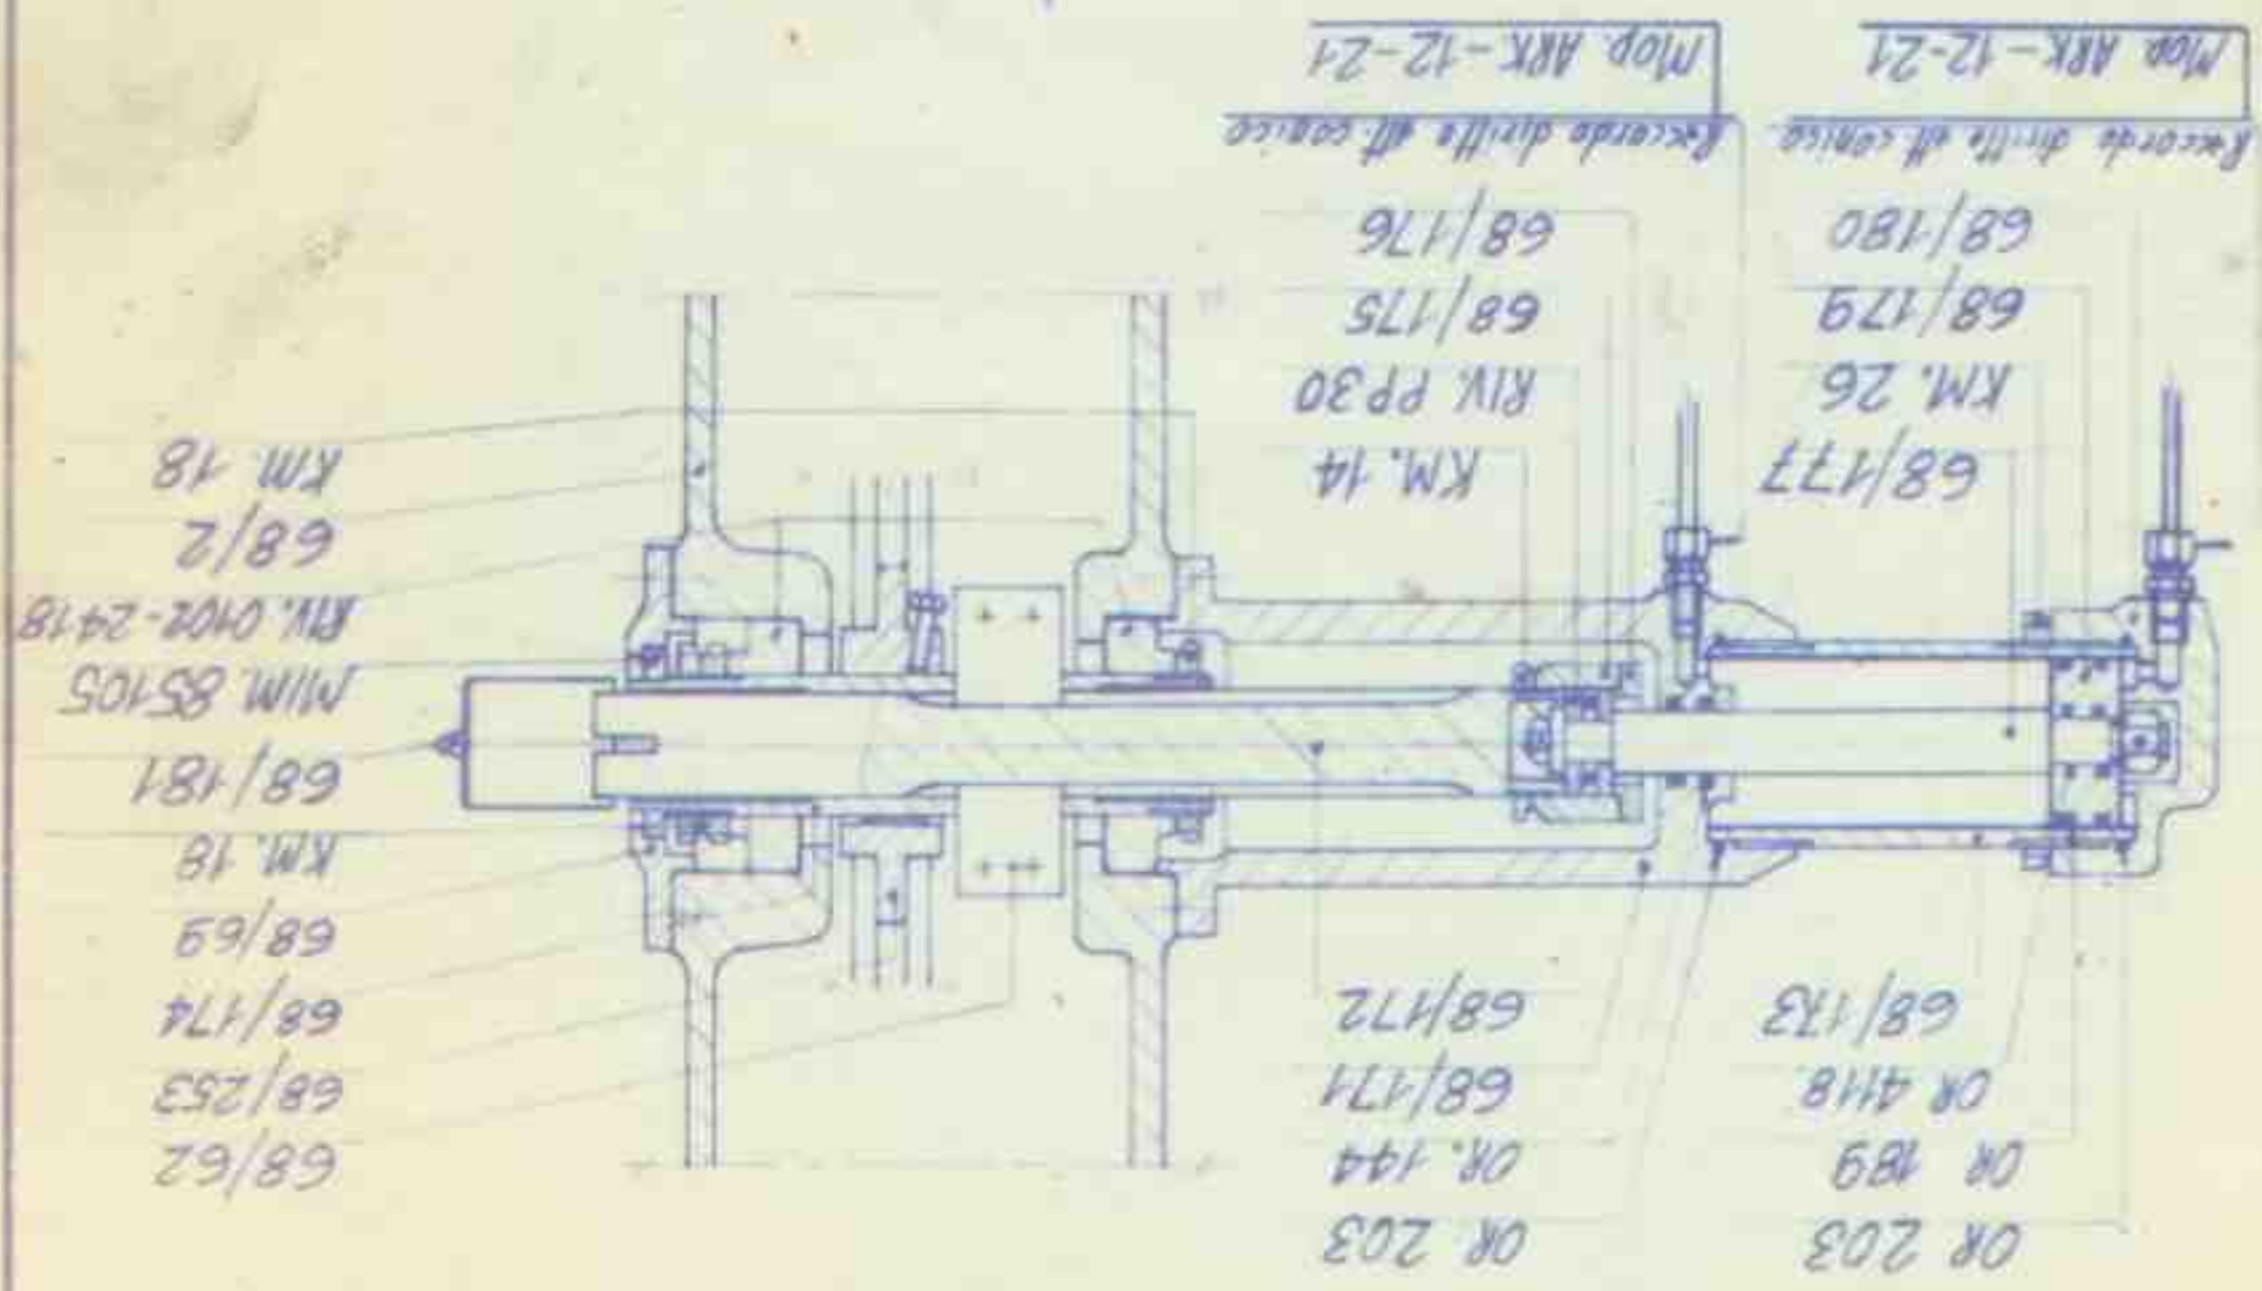 OR 203
OR 189
OR 4118
68/173
OR 203
OR. 144
68/171
68/172
68/62
68/253
68/174
68/69
KM. 18
68/181
MIM. 85105
RIV. 0102-2418
68/2
KM. 18
68/177
KM. 26
68/179
68/180
Raccordo diritto att. conico
Mop. ARK-12-21
KM. 14
RIV. PP30
68/175
68/176
Raccordo diritto att. conico
Mop. ARK-12-21